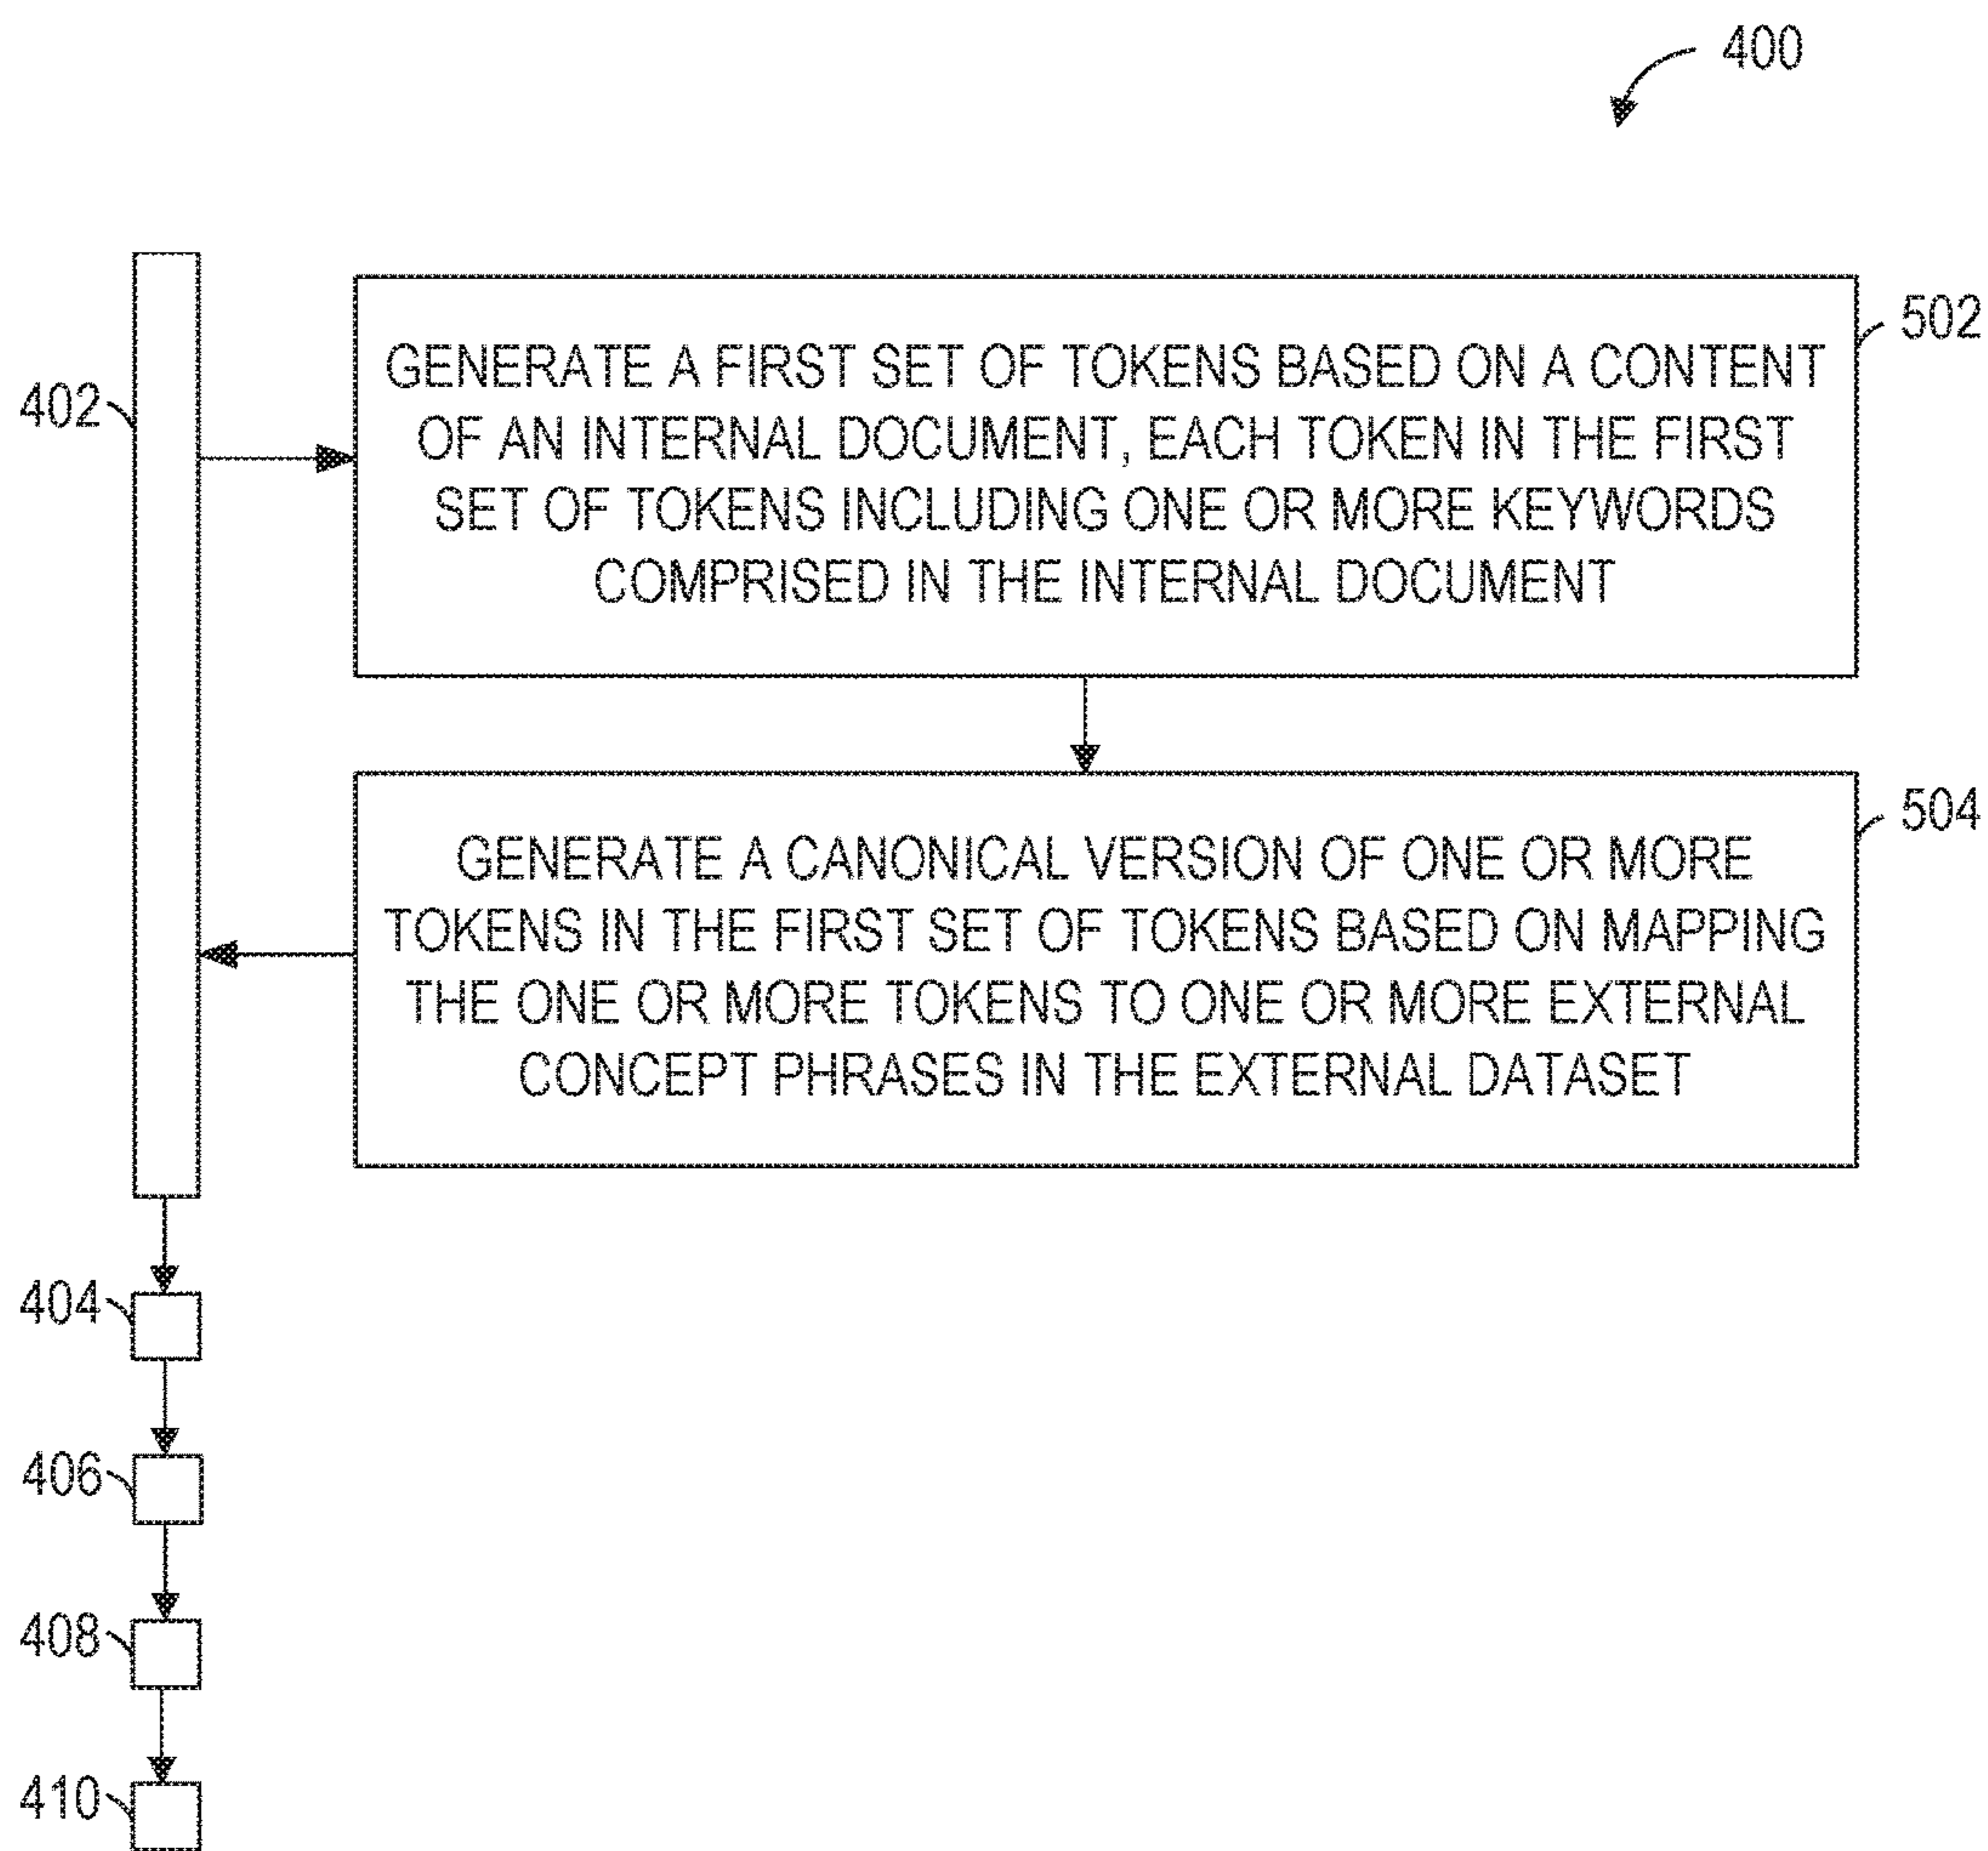 400
402
502
GENERATE A FIRST SET OF TOKENS BASED ON A CONTENT
OF AN INTERNAL DOCUMENT, EACH TOKEN IN THE FIRST
SET OF TOKENS INCLUDING ONE OR MORE KEYWORDS
COMPRISED IN THE INTERNAL DOCUMENT
504
GENERATE A CANONICAL VERSION OF ONE OR MORE
TOKENS IN THE FIRST SET OF TOKENS BASED ON MAPPING
THE ONE OR MORE TOKENS TO ONE OR MORE EXTERNAL
CONCEPT PHRASES IN THE EXTERNAL DATASET
404
406
408
410